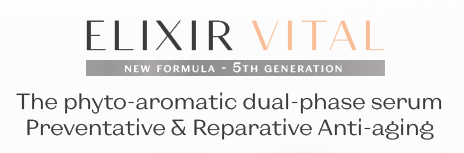 ELIXIR VITAL
NEW FORMULA - 5TH GENERATION
The phyto-aromatic dual-phase serum
Preventative & Reparative Anti-aging